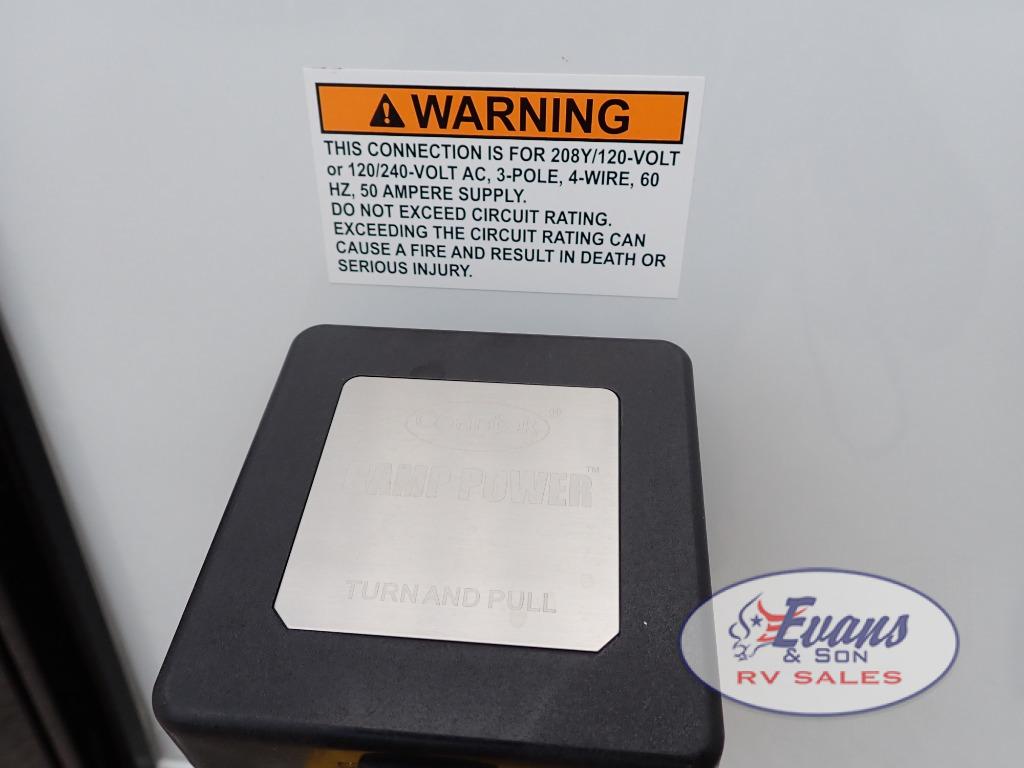 WARNING
THIS CONNECTION IS FOR 208Y/120-VOLT
or 120/240-VOLT AC, 3-POLE, 4-WIRE, 60
HZ, 50 AMPERE SUPPLY.
DO NOT EXCEED CIRCUIT RATING.
EXCEEDING THE CIRCUIT RATING CAN
CAUSE A FIRE AND RESULT IN DEATH OR
SERIOUS INJURY.
CAMP POWER™
TURN AND PULL
Evans
& SON
RV SALES